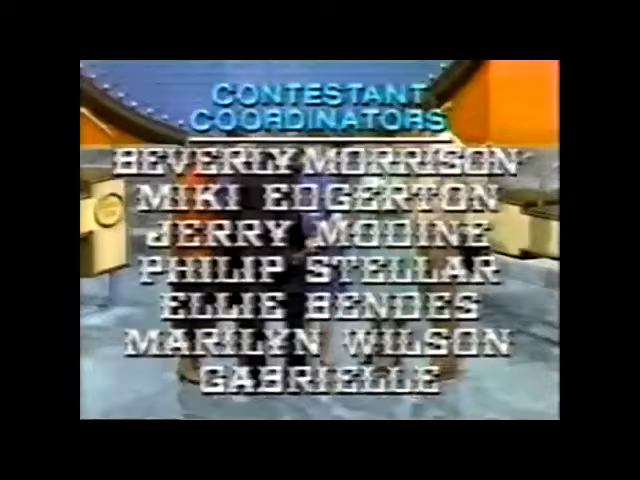 CONTESTANT
COORDINATORS
BEVERLY MORRISON
MIKI EDGERTON
JERRY MODINE
PHILIP STELLAR
ELLIE BENDES
MARILYN WILSON
GABRIELLE